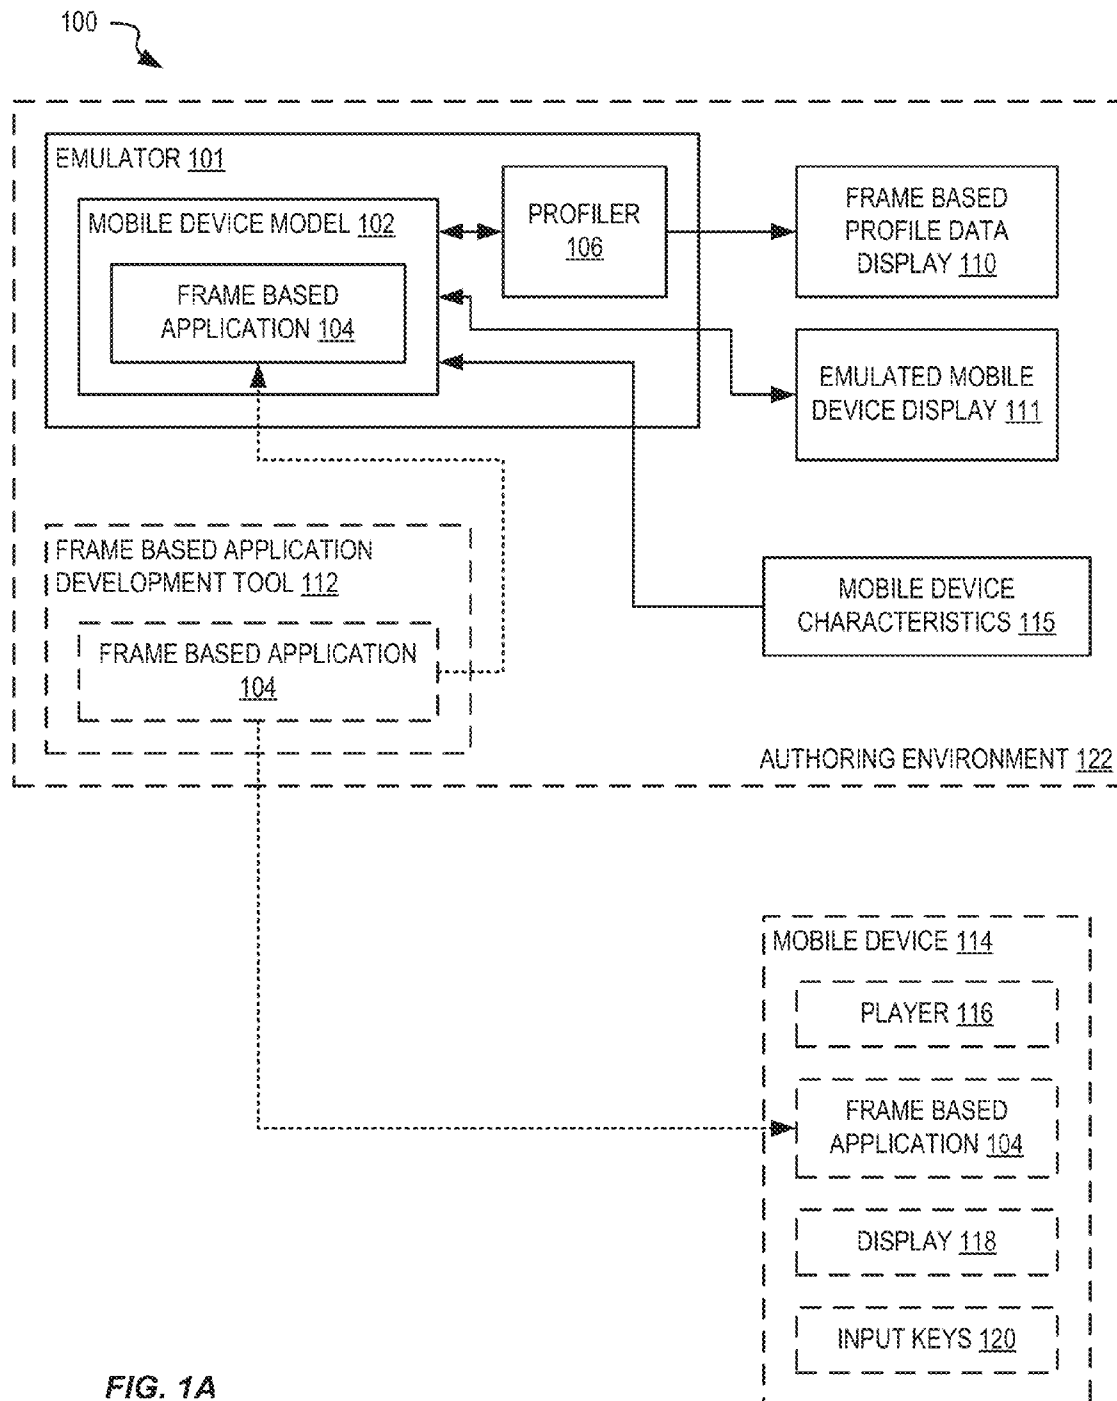 100
EMULATOR 101
MOBILE DEVICE MODEL 102
FRAME BASED
APPLICATION 104
PROFILER
106
FRAME BASED
PROFILE DATA
DISPLAY 110
EMULATED MOBILE
DEVICE DISPLAY 111
FRAME BASED APPLICATION
DEVELOPMENT TOOL 112
FRAME BASED APPLICATION
104
MOBILE DEVICE
CHARACTERISTICS 115
AUTHORING ENVIRONMENT 122
MOBILE DEVICE 114
PLAYER 116
FRAME BASED
APPLICATION 104
DISPLAY 118
INPUT KEYS 120
FIG. 1A